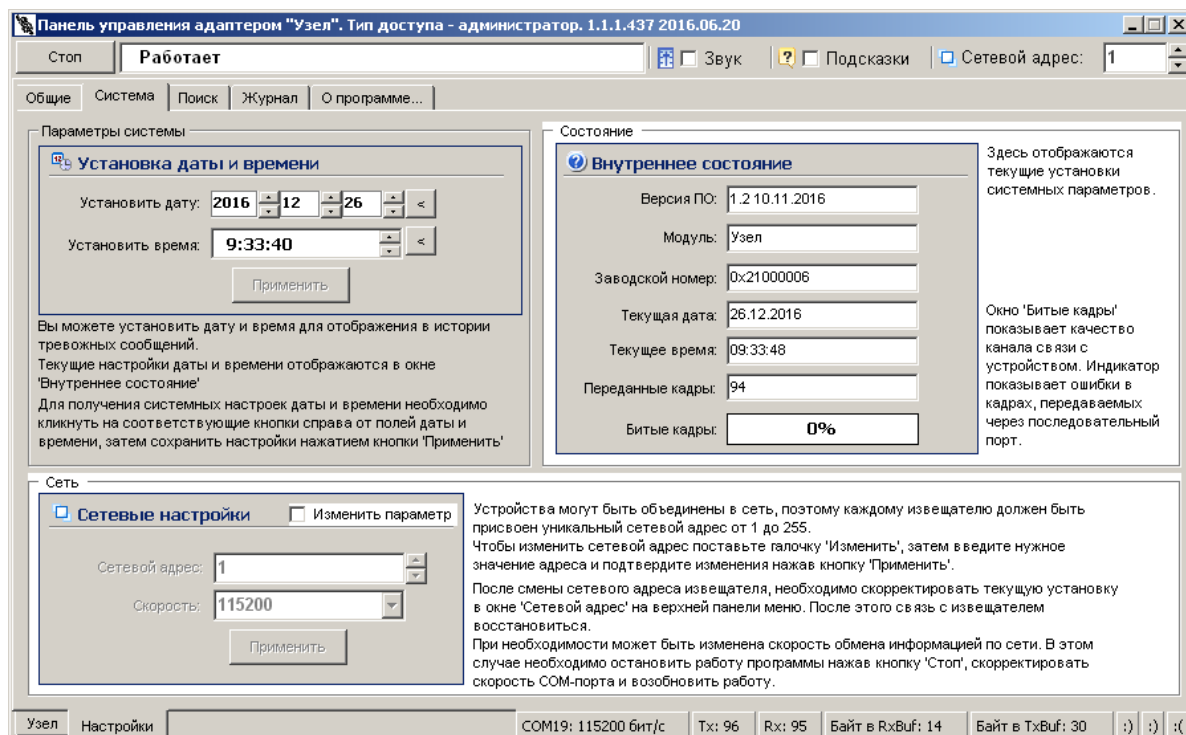 Панель управления адаптером "Узел". Тип доступа - администратор. 1.1.1.437 2016.06.20
Стоп
Работает
Звук
Подсказки
Сетевой адрес:
1
Общие
Система
Поиск
Журнал
О программе...
Параметры системы
Установка даты и времени
Установить дату:
2016
12
26
<
Установить время:
9:33:40
<
Применить
Вы можете установить дату и время для отображения в истории
тревожных сообщений.
Текущие настройки даты и времени отображаются в окне
'Внутреннее состояние'
Для получения системных настроек даты и времени необходимо
кликнуть на соответствующие кнопки справа от полей даты и
времени, затем сохранить настройки нажатием кнопки 'Применить'
Состояние
Внутреннее состояние
Версия ПО:
1.2 10.11.2016
Модуль:
Узел
Заводской номер:
0x21000006
Текущая дата:
26.12.2016
Текущее время:
09:33:48
Переданные кадры:
94
Битые кадры:
0%
Здесь отображаются
текущие установки
системных параметров.
Окно 'Битые кадры'
показывает качество
канала связи с
устройством. Индикатор
показывает ошибки в
кадрах, передаваемых
через последовательный
порт.
Сеть
Сетевые настройки
Изменить параметр
Сетевой адрес:
1
Скорость:
115200
Применить
Устройства могут быть объединены в сеть, поэтому каждому извещателю должен быть
присвоен уникальный сетевой адрес от 1 до 255.
Чтобы изменить сетевой адрес поставьте галочку 'Изменить', затем введите нужное
значение адреса и подтвердите изменения нажав кнопку 'Применить'.
После смены сетевого адреса извещателя, необходимо скорректировать текущую установку
в окне 'Сетевой адрес' на верхней панели меню. После этого связь с извещателем
восстановиться.
При необходимости может быть изменена скорость обмена информацией по сети. В этом
случае необходимо остановить работу программы нажав кнопку 'Стоп', скорректировать
скорость COM-порта и возобновить работу.
Узел
Настройки
COM19: 115200 бит/с
Tx: 96
Rx: 95
Байт в RxBuf: 14
Байт в TxBuf: 30
:)
:)
:(